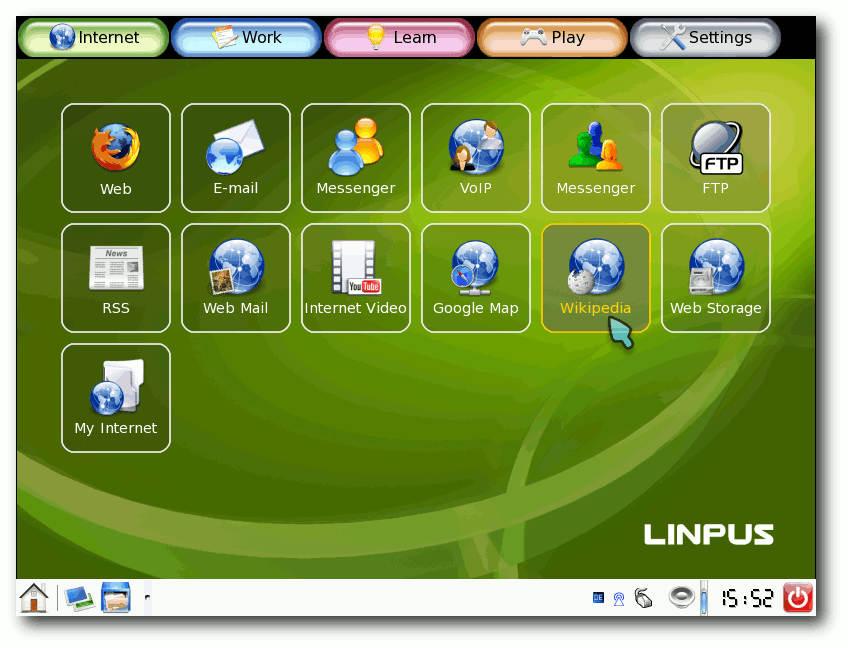 Internet Work Learn Play Settings
Web E-mail Messenger VoIP Messenger FTP
FTP
News
You Tube
RSS Web Mail Internet Video Google Map Wikipedia Web Storage
My Internet
LINPUS
DE 15:52